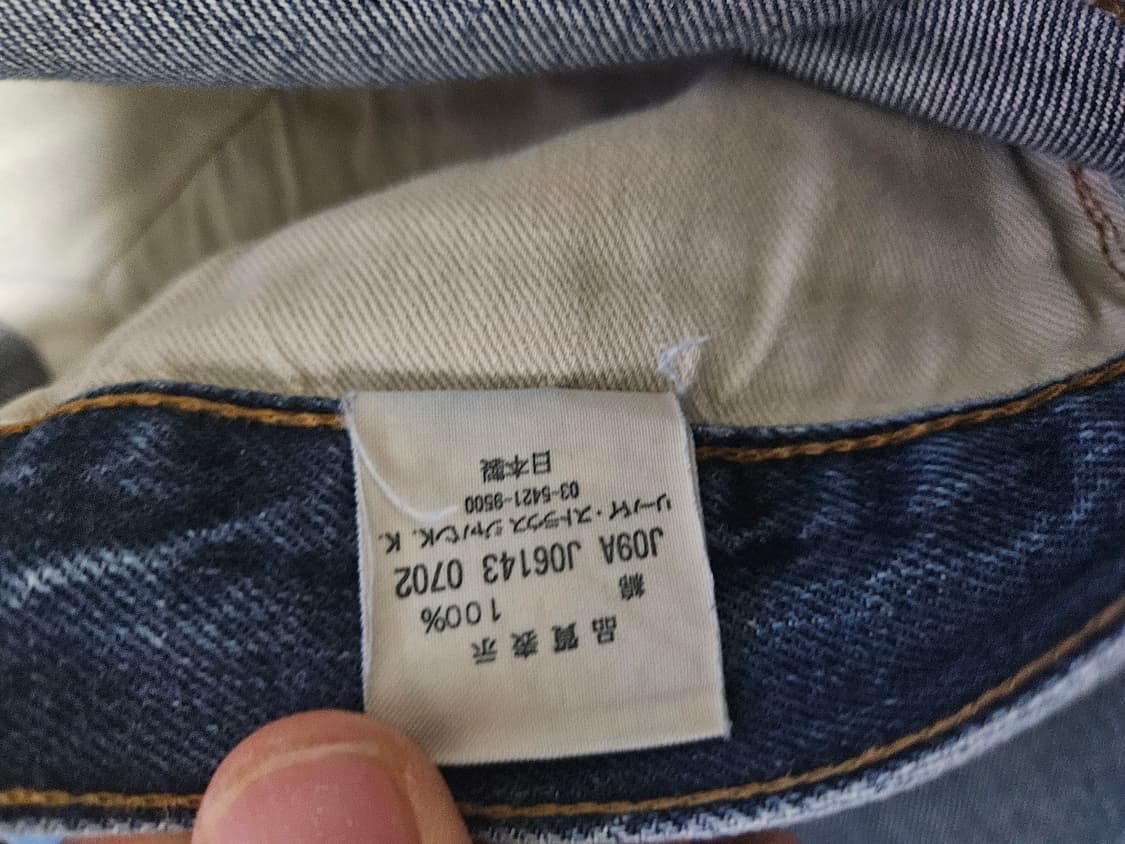 品質表示
綿 100%
J09A J06143 0702
リーバイ・ストラウス ジャパンK.K.
03-5421-9500
日本製